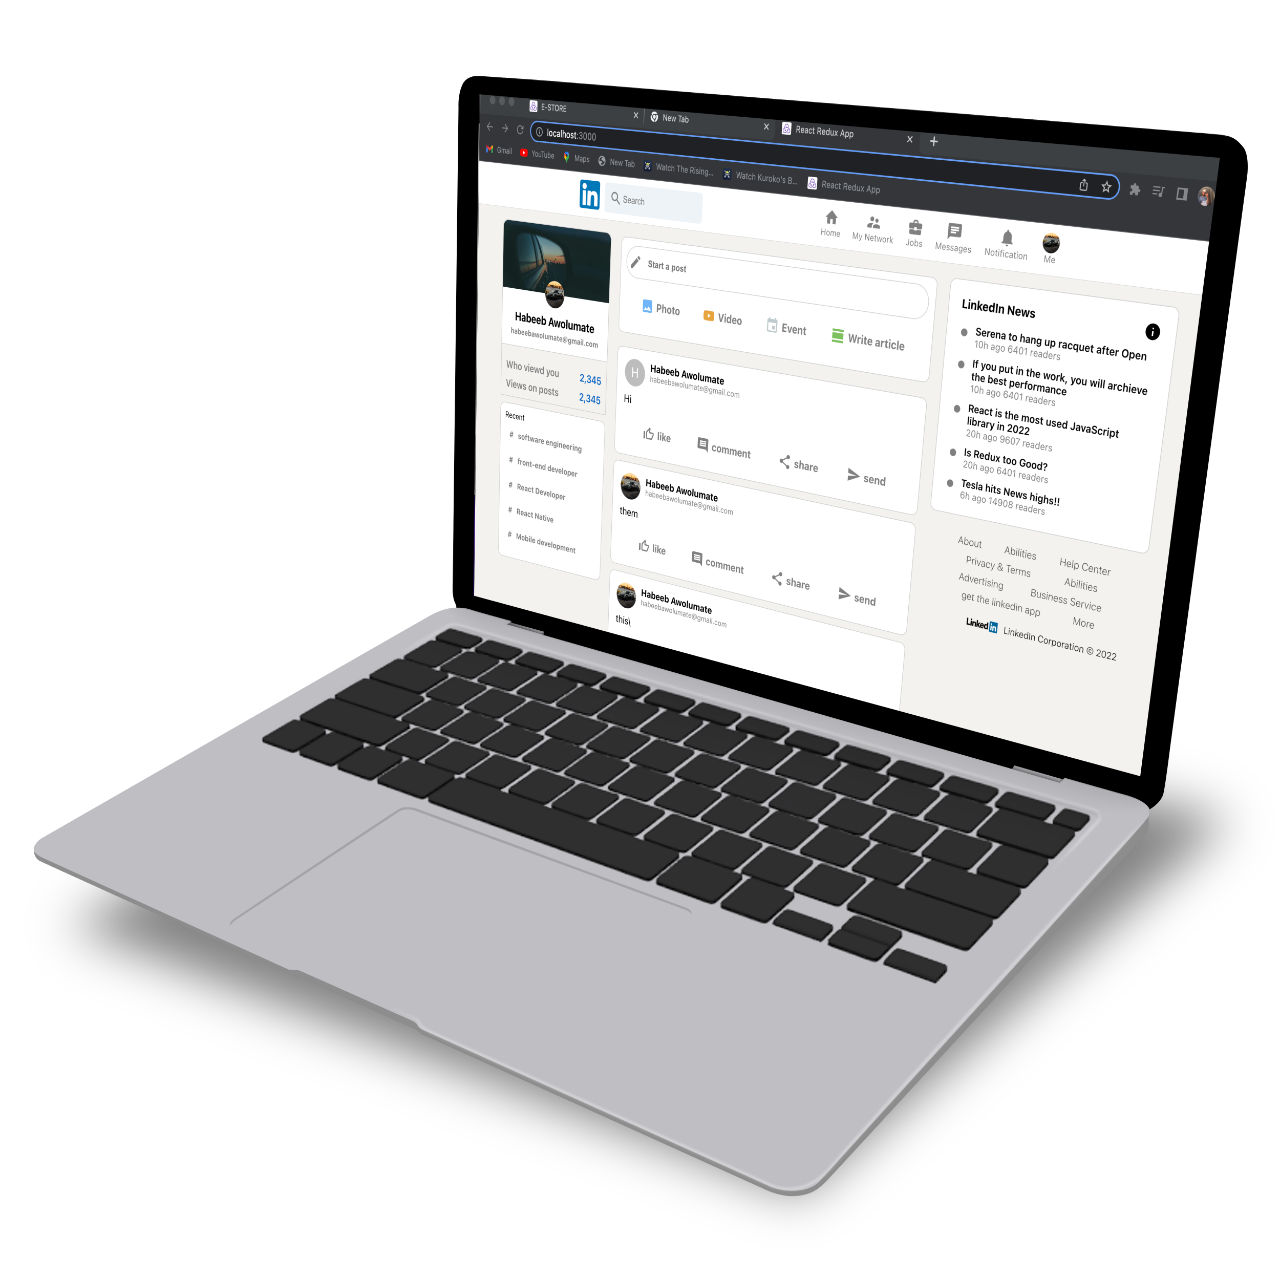 E-STORE
New Tab
React Redux App
localhost:3000
Gmail
YouTube
Maps
New Tab
Watch The Rising...
Watch Kuroko's B...
React Redux App
in
Search
Home
My Network
Jobs
Messages
Notification
Me
Habeeb Awolumate
habeebawolumate@gmail.com
Who viewd you 2,345
Views on posts 2,345
Recent
# software engineering
# front-end developer
# React Developer
# React Native
# Mobile development
Start a post
Photo
Video
Event
Write article
H
Habeeb Awolumate
habeebawolumate@gmail.com
Hi
like
comment
share
send
Habeeb Awolumate
habeebawolumate@gmail.com
them
like
comment
share
send
Habeeb Awolumate
habeebawolumate@gmail.com
thisi
LinkedIn News
Serena to hang up racquet after Open
10h ago 6401 readers
If you put in the work, you will archieve
the best performance
10h ago 6401 readers
React is the most used JavaScript
library in 2022
20h ago 9607 readers
Is Redux too Good?
20h ago 6401 readers
Tesla hits News highs!!
6h ago 14908 readers
About
Abilities
Help Center
Privacy & Terms
Abilities
Advertising
Business Service
get the linkedin app
More
Linked in
Linkedin Corporation © 2022